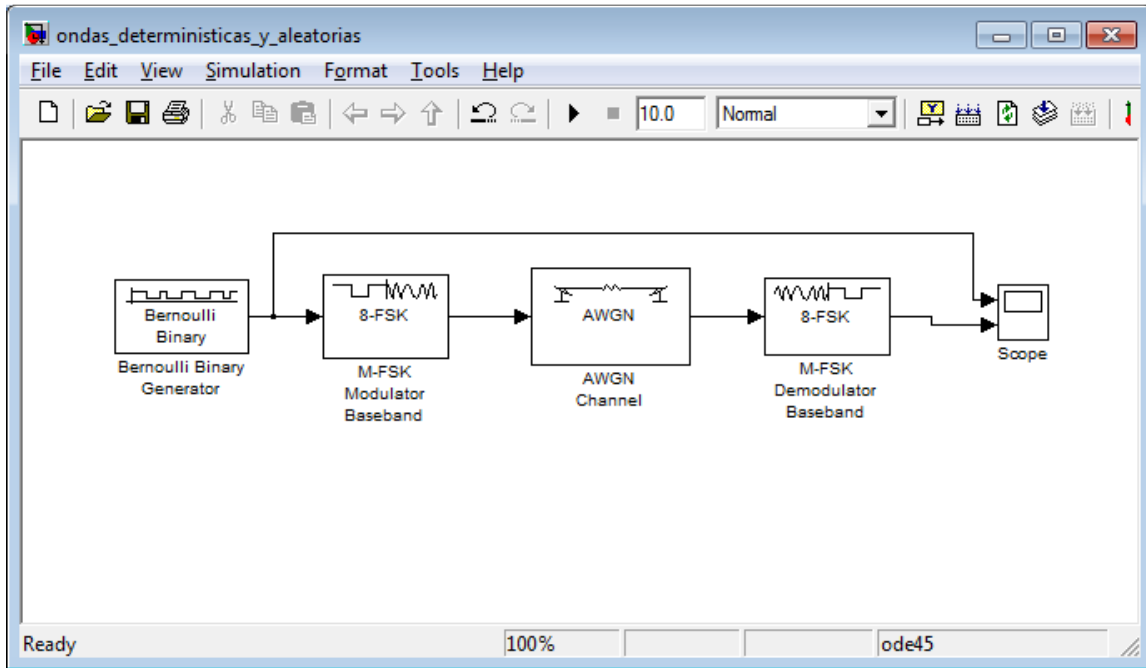 ondas_deterministicas_y_aleatorias
File Edit View Simulation Format Tools Help
10.0 Normal
Bernoulli
Binary
Bernoulli Binary
Generator
8-FSK
M-FSK
Modulator
Baseband
AWGN
AWGN
Channel
8-FSK
M-FSK
Demodulator
Baseband
Scope
Ready 100% ode45